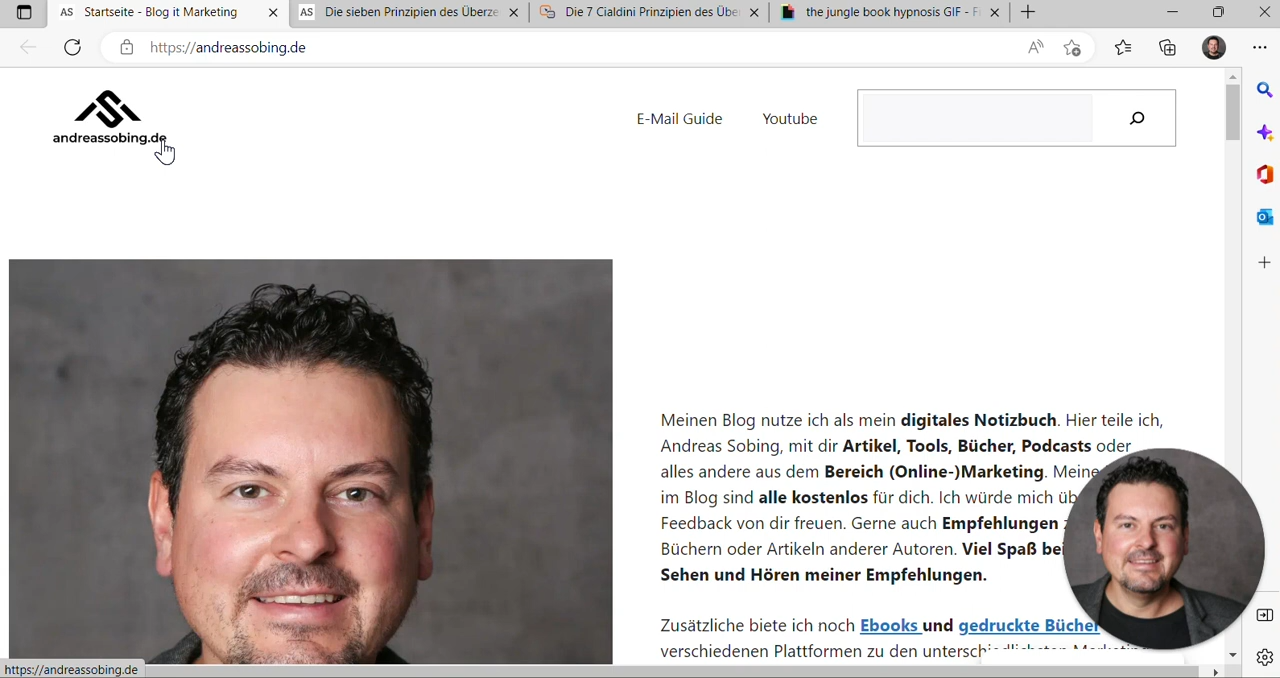 AS Startseite - Blog it Marketing
AS Die sieben Prinzipien des Überze
Die 7 Cialdini Prinzipien des Übe
the jungle book hypnosis GIF - F
https://andreassobing.de
andreassobing.de
E-Mail Guide
Youtube
Meinen Blog nutze ich als mein digitales Notizbuch. Hier teile ich,
Andreas Sobing, mit dir Artikel, Tools, Bücher, Podcasts oder
alles andere aus dem Bereich (Online-)Marketing. Meine
im Blog sind alle kostenlos für dich. Ich würde mich üb
Feedback von dir freuen. Gerne auch Empfehlungen z
Büchern oder Artikeln anderer Autoren. Viel Spaß bei
Sehen und Hören meiner Empfehlungen.
Zusätzliche biete ich noch Ebooks und gedruckte Bücher
verschiedenen Plattformen zu den
https://andreassobing.de